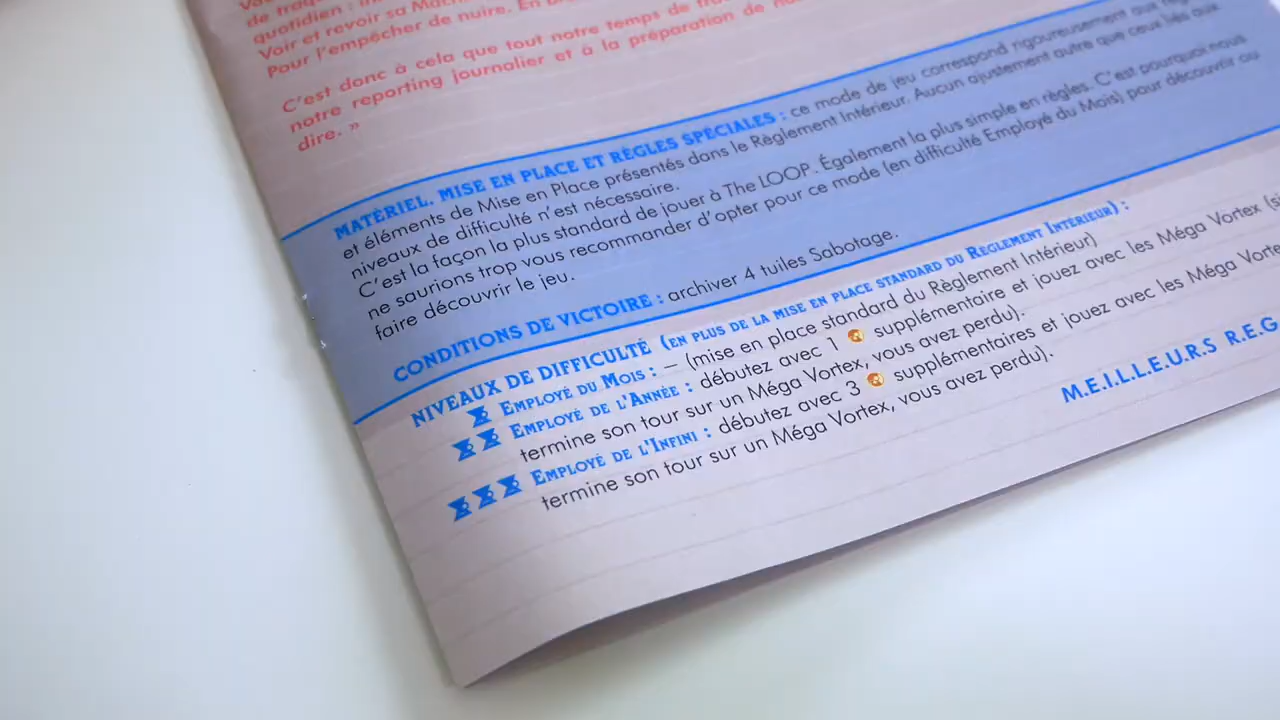 de traq
quotidien : in
Voir et revoir sa Mach
Pour l'empêcher de nuire. En
C'est donc à cela que tout notre temps de tra
notre reporting journalier et à la préparation de
dire. »
MATÉRIEL, MISE EN PLACE ET RÈGLES SPÉCIALES : ce mode de jeu correspond rigoureusement aux règ
et éléments de Mise en Place présentés dans le Règlement Intérieur. Aucun ajustement autre que ceux liés aux
niveaux de difficulté n'est nécessaire.
C'est la façon la plus standard de jouer à The LOOP. Également la plus simple en règles. C'est pourquoi nous
ne saurions trop vous recommander d'opter pour ce mode (en difficulté Employé du Mois) pour découvrir ou
faire découvrir le jeu.
CONDITIONS DE VICTOIRE : archiver 4 tuiles Sabotage.
NIVEAUX DE DIFFICULTÉ (EN PLUS DE LA MISE EN PLACE STANDARD DU RÈGLEMENT INTÉRIEUR) :
EMPLOYÉ DU MOIS : – (mise en place standard du Règlement Intérieur)
EMPLOYÉ DE L'ANNÉE : débutez avec 1 supplémentaire et jouez avec les Méga Vortex (s
termine son tour sur un Méga Vortex, vous avez perdu).
EMPLOYÉ DE L'INFINI : débutez avec 3 supplémentaires et jouez avec les Méga Vorte
termine son tour sur un Méga Vortex, vous avez perdu).
M.E.I.L.L.E.U.R.S R.E.G